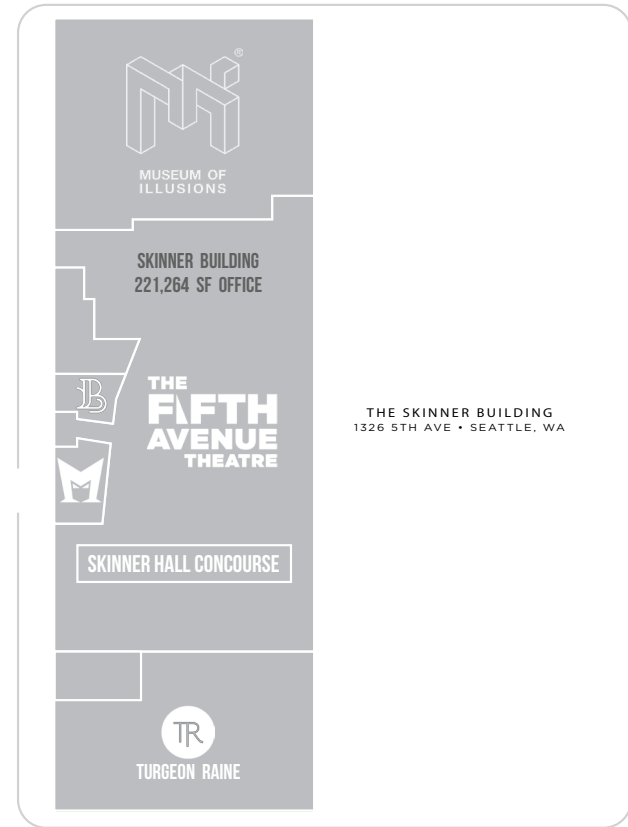 ®
MUSEUM OF
ILLUSIONS
SKINNER BUILDING
221,264 SF OFFICE
B
THE
FIFTH
AVENUE
THEATRE
THE SKINNER BUILDING
1326 5TH AVE • SEATTLE, WA
M
SKINNER HALL CONCOURSE
TR
TURGEON RAINE